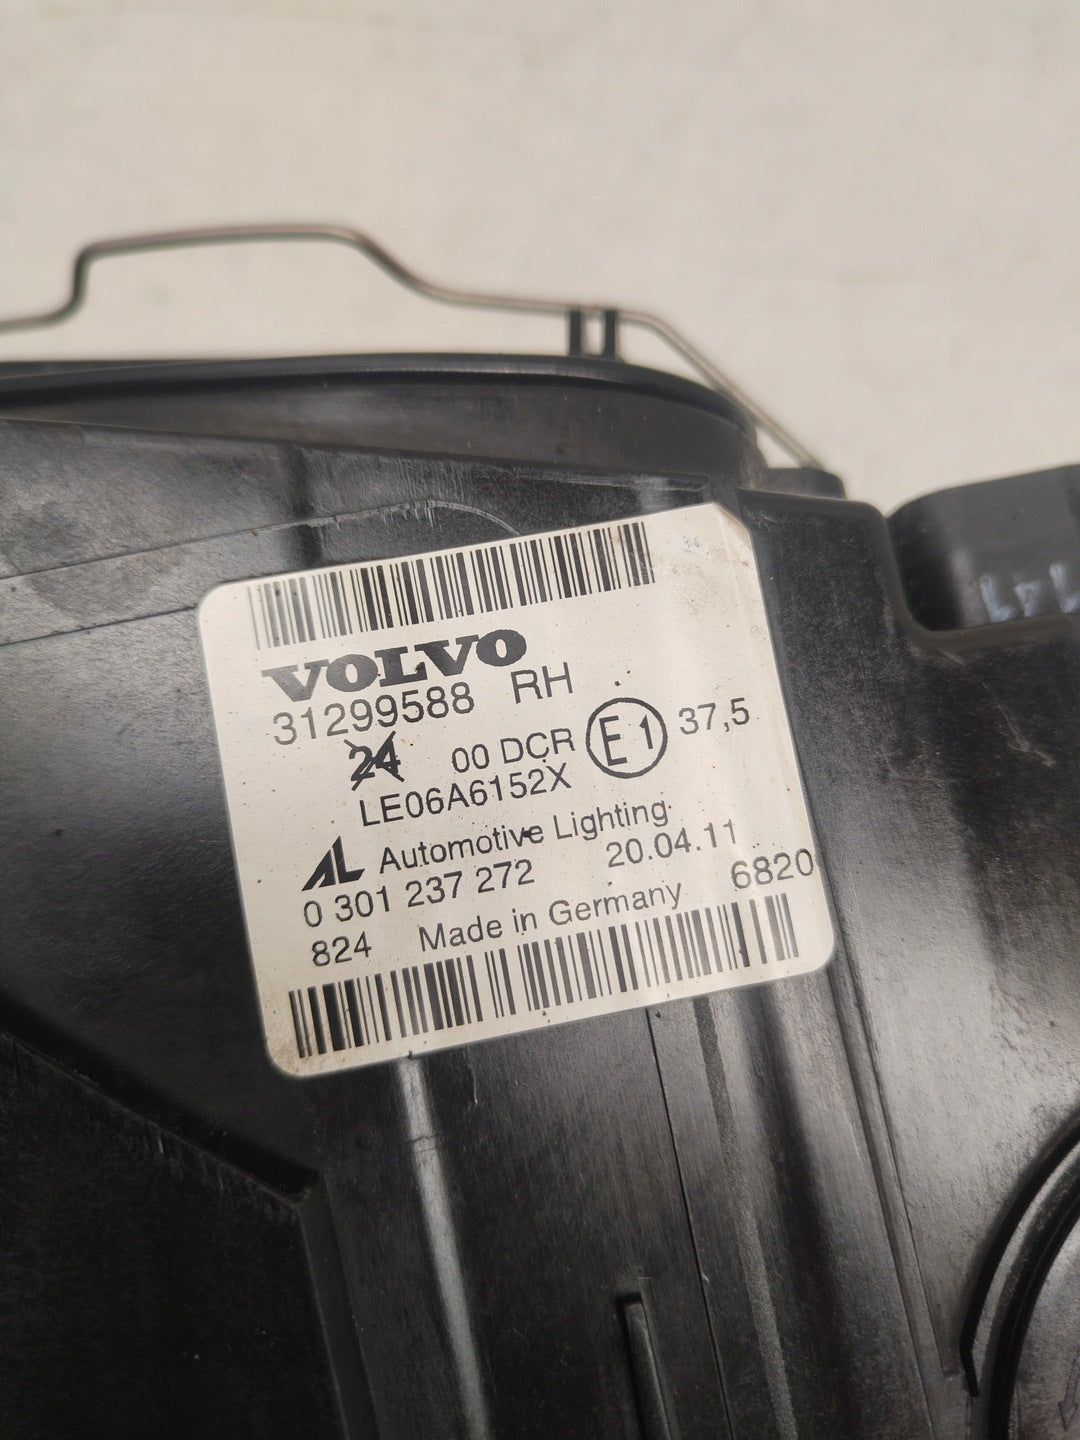 VOLVO
31299588 RH
24 00 DCR E1 37,5
LE06A6152X
AL Automotive Lighting
0 301 237 272 20.04.11
824 Made in Germany 6820